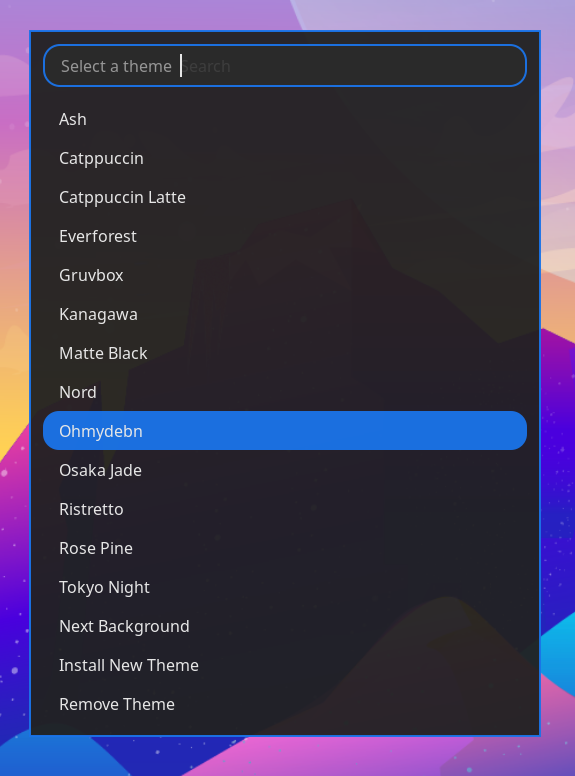 Select a theme Search
Ash
Catppuccin
Catppuccin Latte
Everforest
Gruvbox
Kanagawa
Matte Black
Nord
Ohmydebn
Osaka Jade
Ristretto
Rose Pine
Tokyo Night
Next Background
Install New Theme
Remove Theme